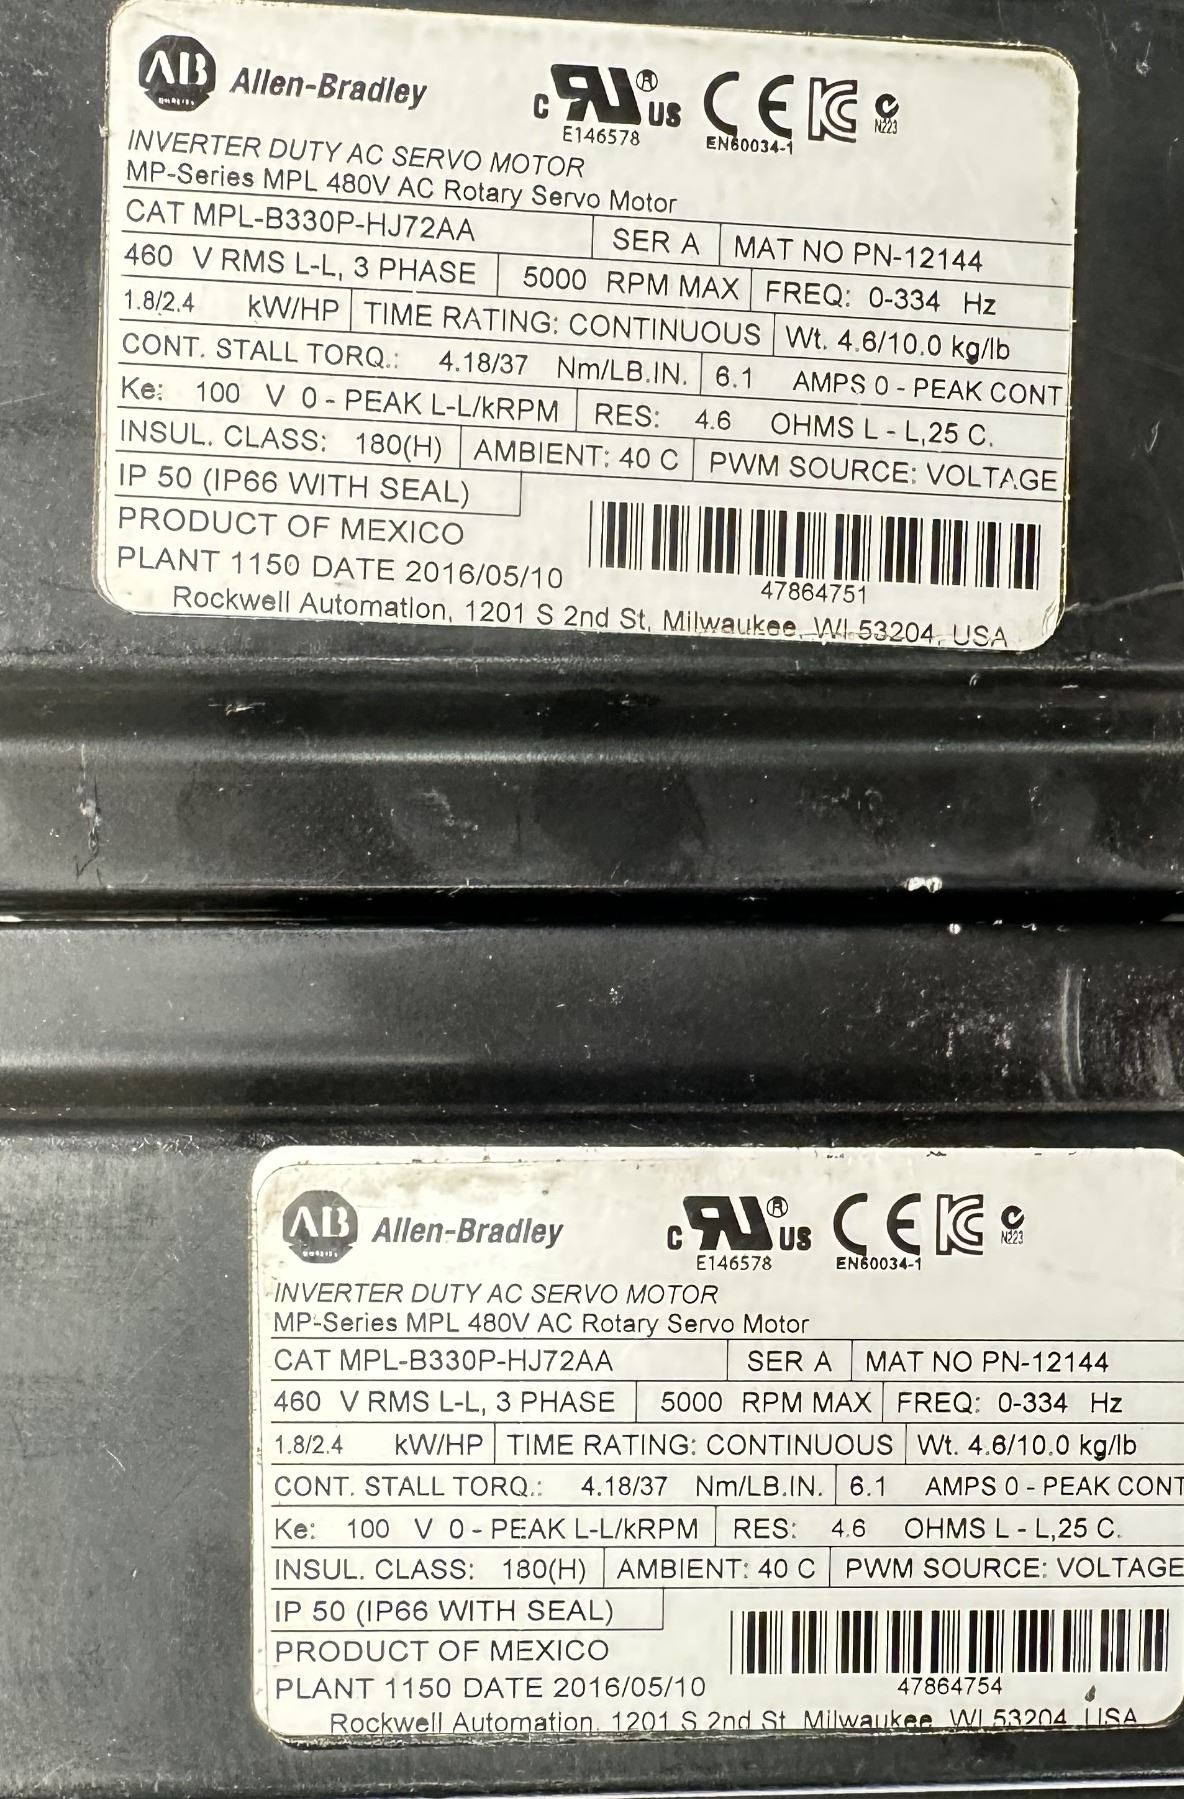 AB Allen-Bradley c RU ® US CE KC
E146578 EN60034-1 N223
INVERTER DUTY AC SERVO MOTOR
MP-Series MPL 480V AC Rotary Servo Motor
CAT MPL-B330P-HJ72AA SER A MAT NO PN-12144
460 V RMS L-L, 3 PHASE 5000 RPM MAX FREQ: 0-334 Hz
1.8/2.4 kW/HP TIME RATING: CONTINUOUS Wt. 4.6/10.0 kg/lb
CONT. STALL TORQ.: 4.18/37 Nm/LB.IN. 6.1 AMPS 0 - PEAK CONT
Ke: 100 V 0 - PEAK L-L/kRPM RES: 4.6 OHMS L - L,25 C.
INSUL. CLASS: 180(H) AMBIENT: 40 C PWM SOURCE: VOLTAGE
IP 50 (IP66 WITH SEAL)
PRODUCT OF MEXICO
PLANT 1150 DATE 2016/05/10 47864751
Rockwell Automation, 1201 S 2nd St, Milwaukee, WI 53204, USA
AB Allen-Bradley c RU ® US CE KC
E146578 EN60034-1 N223
INVERTER DUTY AC SERVO MOTOR
MP-Series MPL 480V AC Rotary Servo Motor
CAT MPL-B330P-HJ72AA SER A MAT NO PN-12144
460 V RMS L-L, 3 PHASE 5000 RPM MAX FREQ: 0-334 Hz
1.8/2.4 kW/HP TIME RATING: CONTINUOUS Wt. 4.6/10.0 kg/lb
CONT. STALL TORQ.: 4.18/37 Nm/LB.IN. 6.1 AMPS 0 - PEAK CONT
Ke: 100 V 0 - PEAK L-L/kRPM RES: 4.6 OHMS L - L,25 C.
INSUL. CLASS: 180(H) AMBIENT: 40 C PWM SOURCE: VOLTAGE
IP 50 (IP66 WITH SEAL)
PRODUCT OF MEXICO
PLANT 1150 DATE 2016/05/10 47864754
Rockwell Automation, 1201 S 2nd St, Milwaukee, WI 53204, USA